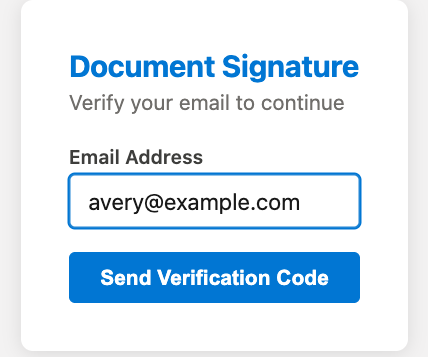 Document Signature
Verify your email to continue
Email Address
avery@example.com
Send Verification Code